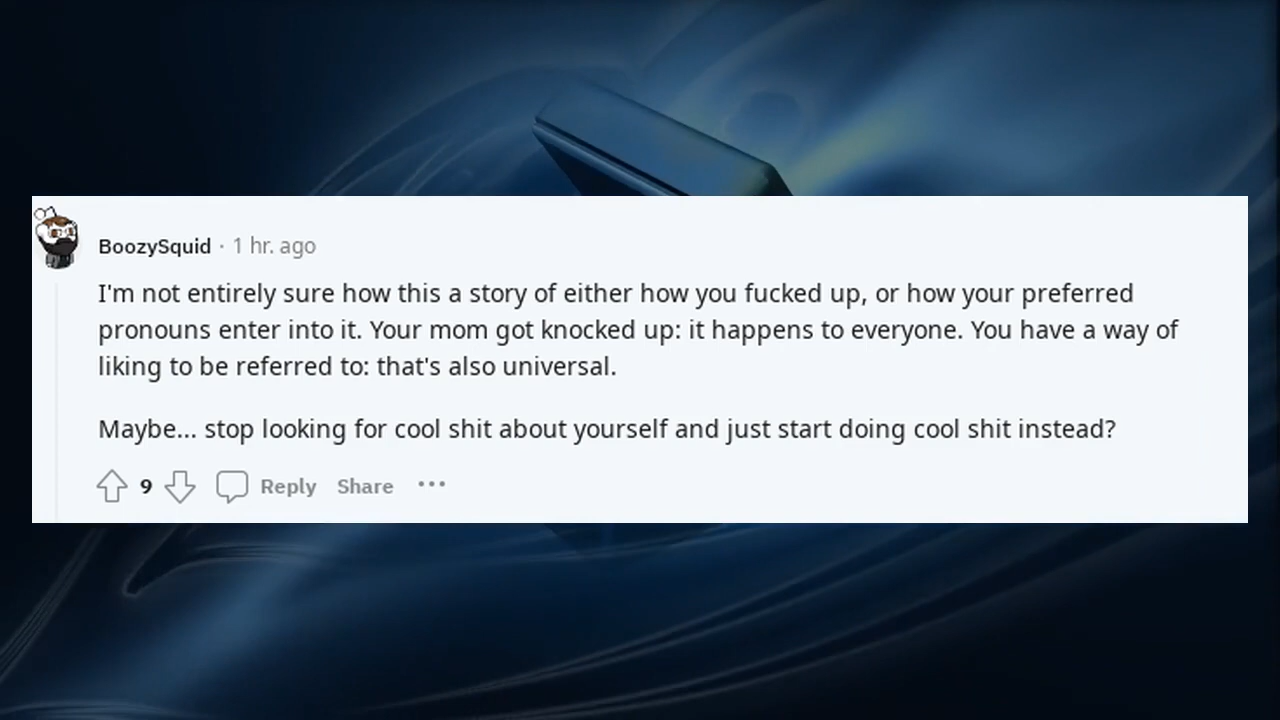 BoozySquid · 1 hr. ago
I'm not entirely sure how this a story of either how you fucked up, or how your preferred
pronouns enter into it. Your mom got knocked up: it happens to everyone. You have a way of
liking to be referred to: that's also universal.
Maybe... stop looking for cool shit about yourself and just start doing cool shit instead?
9 Reply Share ...